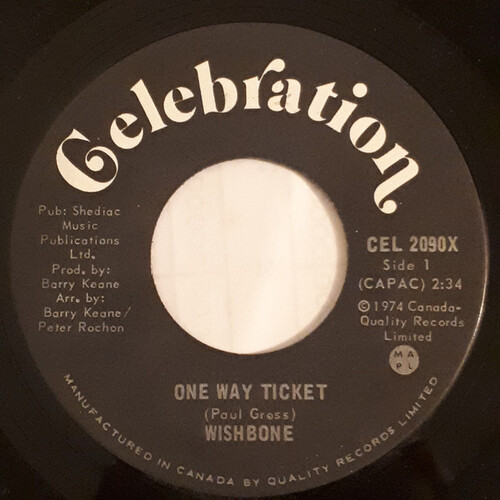 Celebration
Pub: Shediac
Music
Publications
Ltd.
Prod. by:
Barry Keane
Arr. by:
Barry Keane/
Peter Rochon
CEL 2090X
Side 1
(CAPAC) 2:34
©1974 Canada-
Quality Records
Limited
MA
PL
ONE WAY TICKET
(Paul Gross)
WISHBONE
MANUFACTURED IN CANADA BY QUALITY RECORDS LIMITED